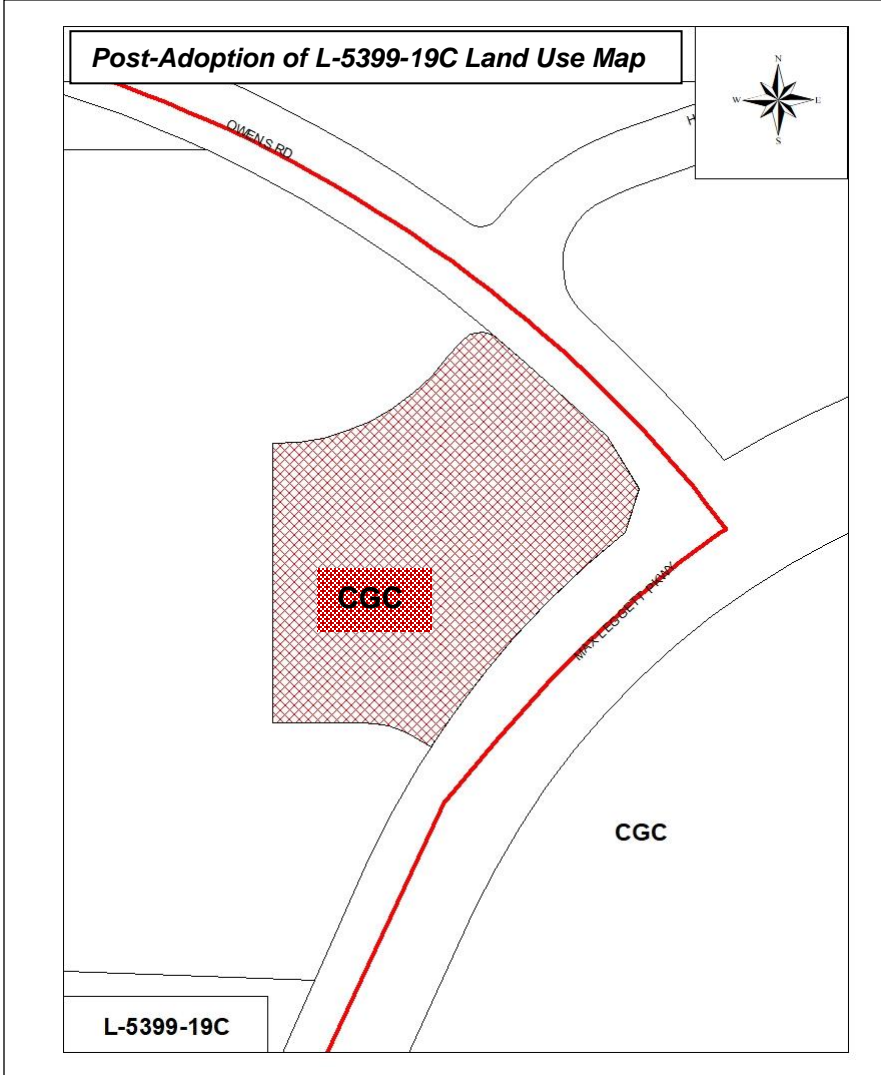 Post-Adoption of L-5399-19C Land Use Map
N
W
E
S
OWENS RD
H
CGC
MAX LEGGETT PKWY
CGC
L-5399-19C